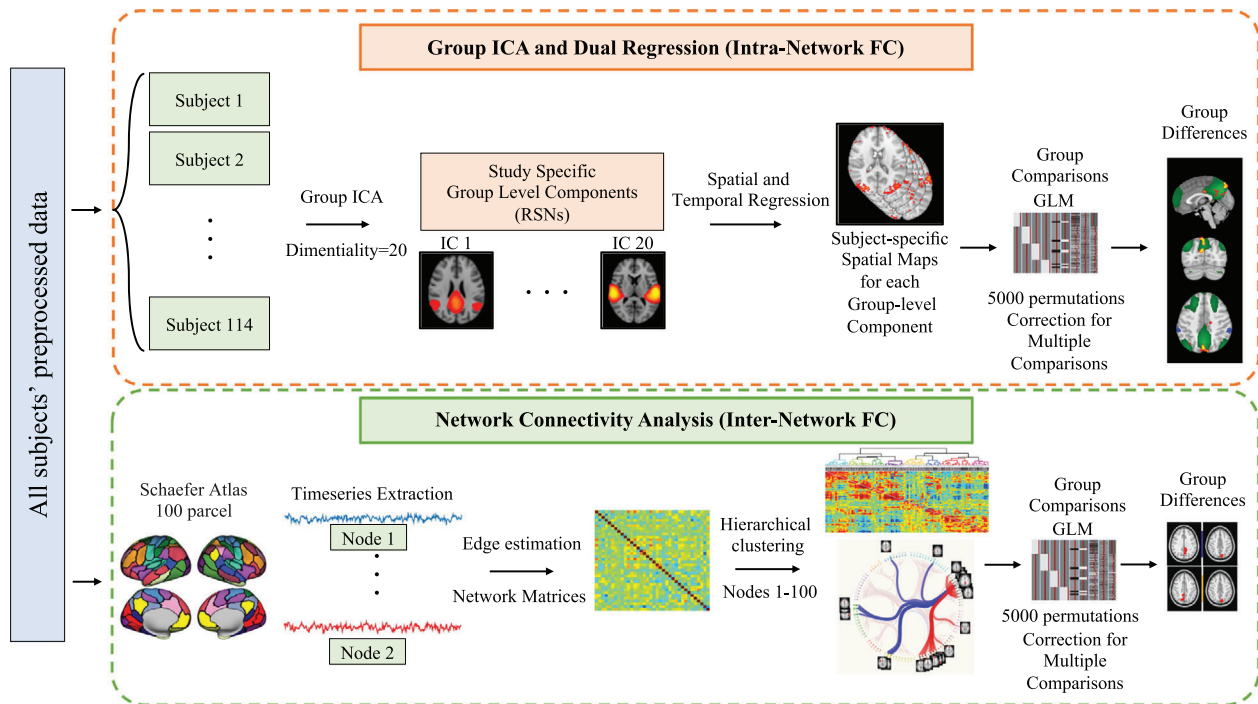 All subjects' preprocessed data
Group ICA and Dual Regression (Intra-Network FC)
Subject 1
Subject 2
Subject 114
Group ICA
Dimentiality=20
Study Specific
Group Level Components
(RSNs)
IC 1
IC 20
Spatial and
Temporal Regression
Subject-specific
Spatial Maps
for each
Group-level
Component
Group
Comparisons
GLM
5000 permutations
Correction for
Multiple
Comparisons
Group
Differences
Network Connectivity Analysis (Inter-Network FC)
Schaefer Atlas
100 parcel
Timeseries Extraction
Node 1
Node 2
Edge estimation
Network Matrices
Hierarchical
clustering
Nodes 1-100
Group
Comparisons
GLM
5000 permutations
Correction for
Multiple
Comparisons
Group
Differences